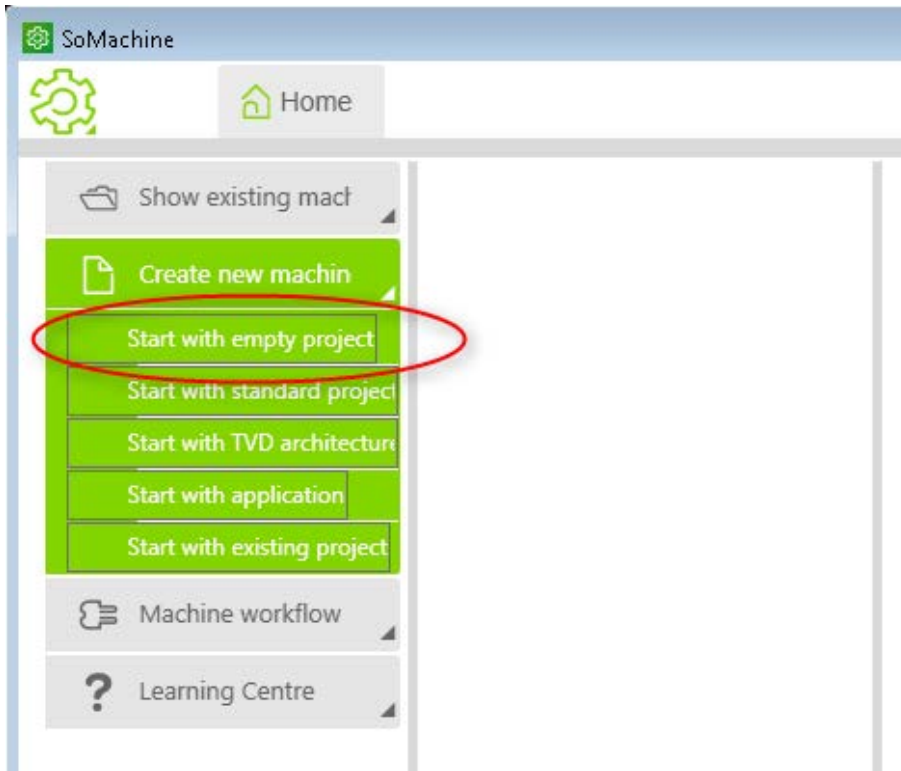 SoMachine
Home
Show existing mach
Create new machin
Start with empty project
Start with standard project
Start with TVD architecture
Start with application
Start with existing project
Machine workflow
? Learning Centre